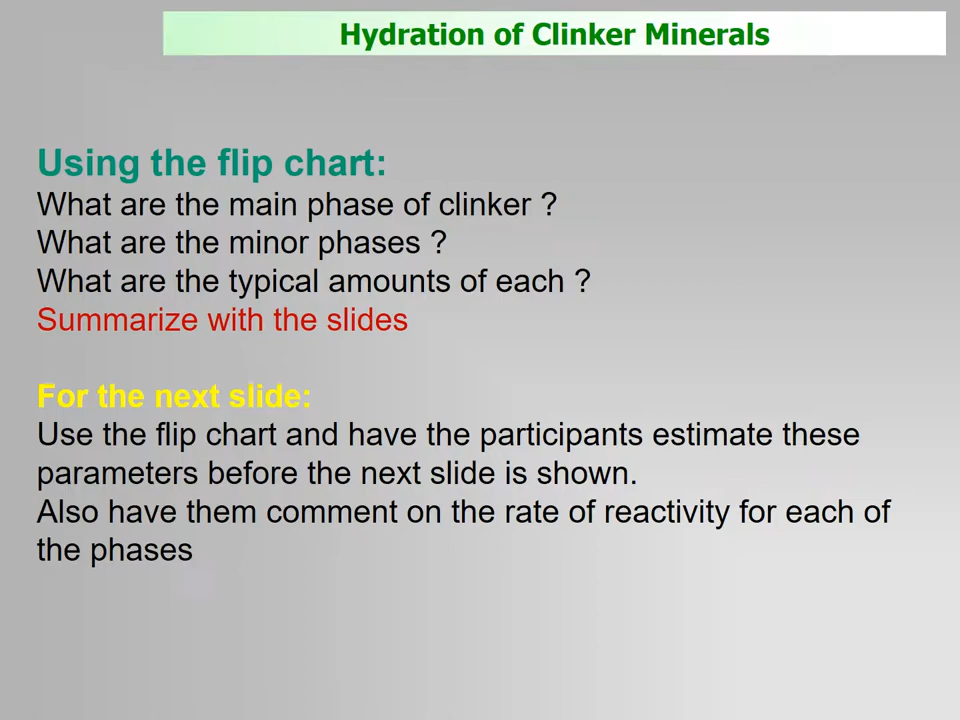 Hydration of Clinker Minerals
Using the flip chart:
What are the main phase of clinker ?
What are the minor phases ?
What are the typical amounts of each ?
Summarize with the slides
For the next slide:
Use the flip chart and have the participants estimate these
parameters before the next slide is shown.
Also have them comment on the rate of reactivity for each of
the phases